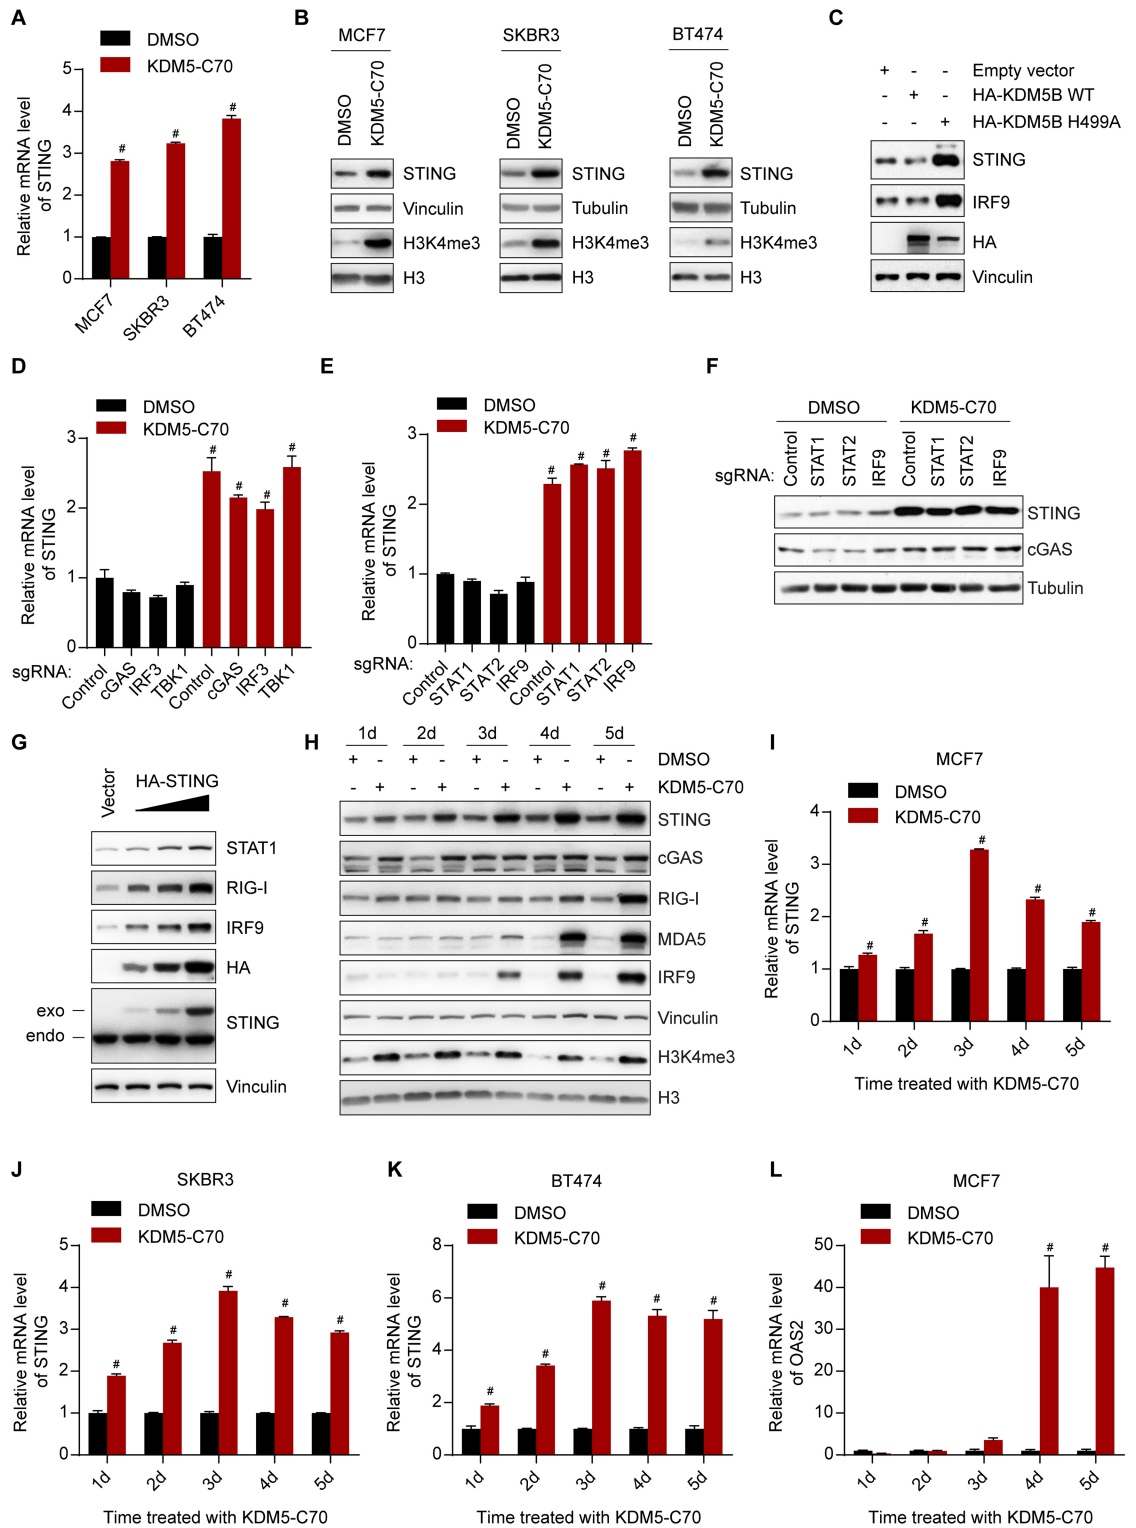 A
DMSO
KDM5-C70
Relative mRNA level
of STING
5
4
3
2
1
0
#
#
#
MCF7
SKBR3
BT474
B
MCF7
SKBR3
BT474
DMSO
KDM5-C70
DMSO
KDM5-C70
DMSO
KDM5-C70
STING
STING
STING
Vinculin
Tubulin
Tubulin
H3K4me3
H3K4me3
H3K4me3
H3
H3
H3
C
+ - - Empty vector
- + - HA-KDM5B WT
- - + HA-KDM5B H499A
STING
IRF9
HA
Vinculin
D
DMSO
KDM5-C70
Relative mRNA level
of STING
3
2
1
0
#
#
#
#
sgRNA:
Control
cGAS
IRF3
TBK1
Control
cGAS
IRF3
TBK1
E
DMSO
KDM5-C70
Relative mRNA level
of STING
3
2
1
0
#
#
#
#
sgRNA:
Control
STAT1
STAT2
IRF9
Control
STAT1
STAT2
IRF9
F
DMSO
KDM5-C70
sgRNA:
Control
STAT1
STAT2
IRF9
Control
STAT1
STAT2
IRF9
STING
cGAS
Tubulin
G
Vector
HA-STING
STAT1
RIG-I
IRF9
HA
exo
endo
STING
Vinculin
H
1d 2d 3d 4d 5d
+ - + - + - + - + - DMSO
- + - + - + - + - + KDM5-C70
STING
cGAS
RIG-I
MDA5
IRF9
Vinculin
H3K4me3
H3
I
MCF7
DMSO
KDM5-C70
Relative mRNA level
of STING
4
3
2
1
0
#
#
#
#
#
1d
2d
3d
4d
5d
Time treated with KDM5-C70
J
SKBR3
DMSO
KDM5-C70
Relative mRNA level
of STING
5
4
3
2
1
0
#
#
#
#
#
1d
2d
3d
4d
5d
Time treated with KDM5-C70
K
BT474
DMSO
KDM5-C70
Relative mRNA level
of STING
8
6
4
2
0
#
#
#
#
#
1d
2d
3d
4d
5d
Time treated with KDM5-C70
L
MCF7
DMSO
KDM5-C70
Relative mRNA level
of OAS2
50
40
30
20
10
0
#
#
1d
2d
3d
4d
5d
Time treated with KDM5-C70